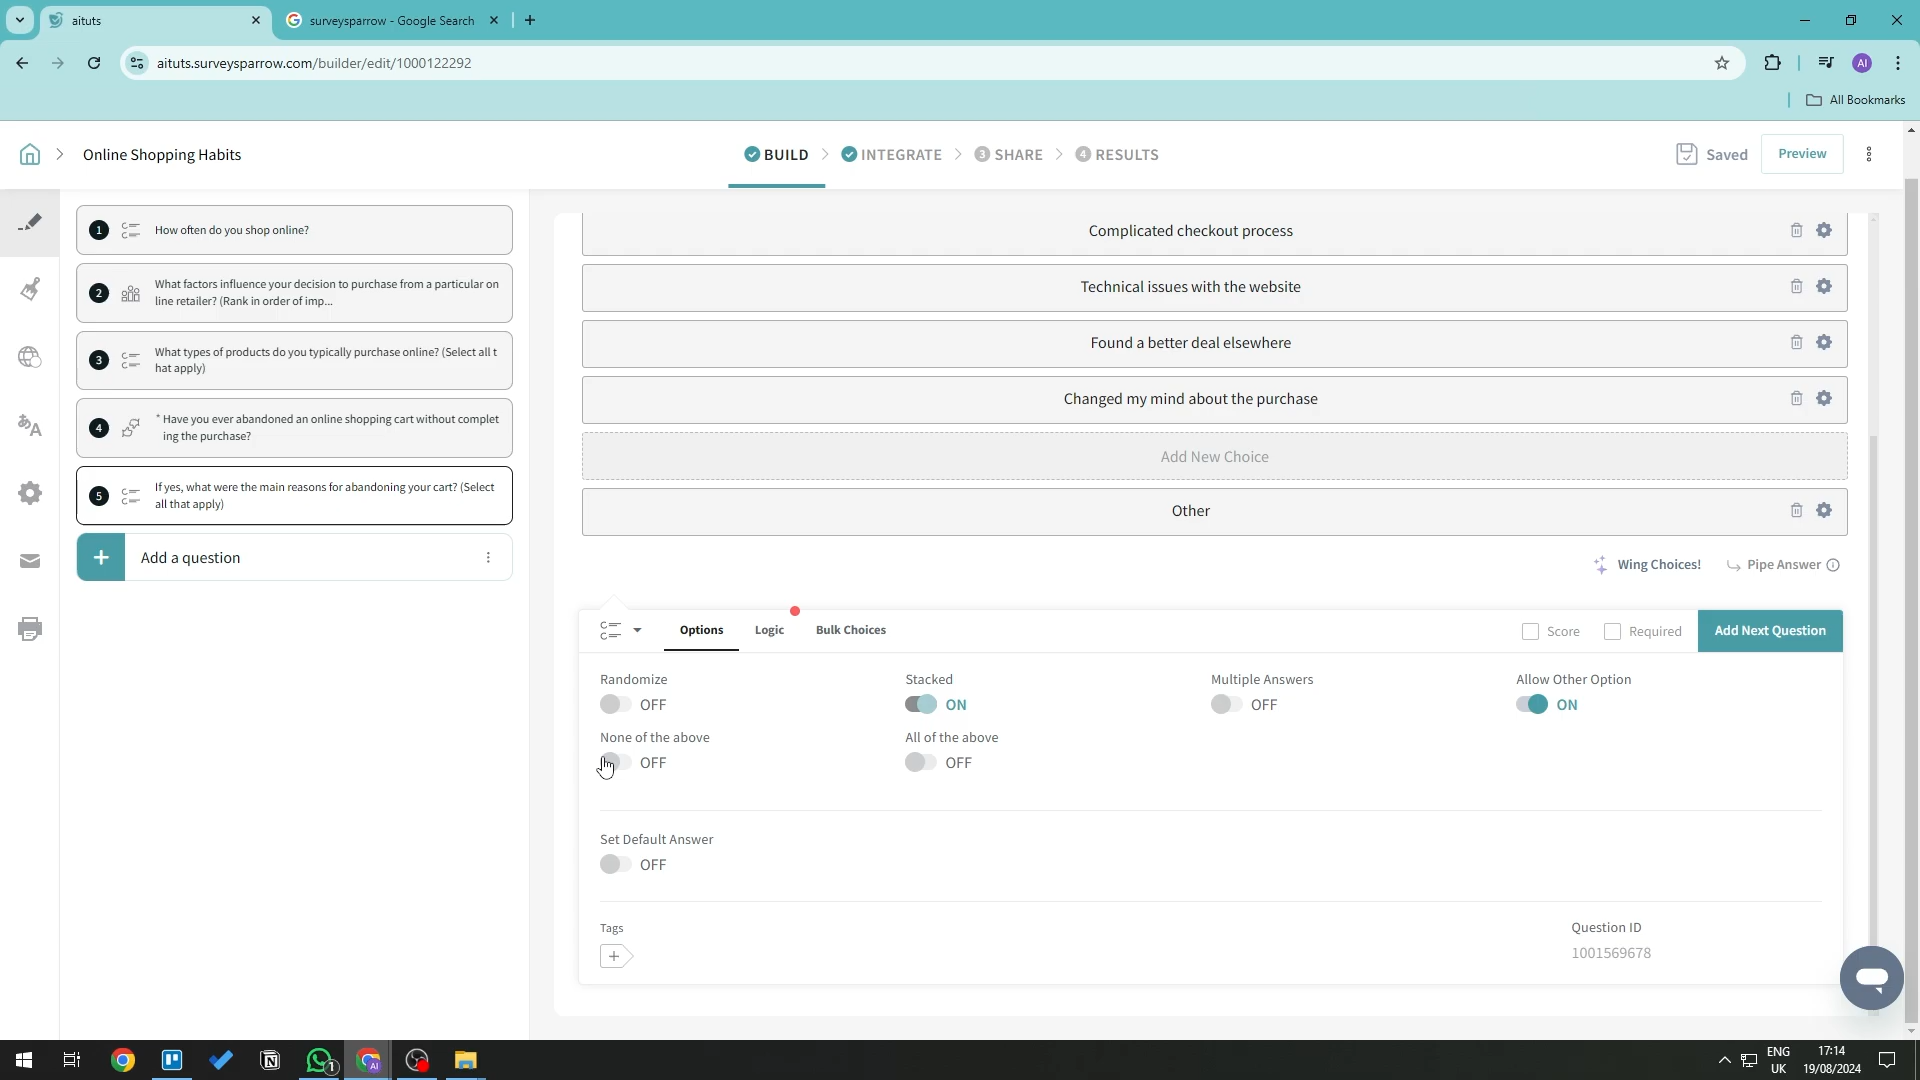 aituts
surveysparrow - Google Search
aituts.surveysparrow.com/builder/edit/1000122292
AI
All Bookmarks
Online Shopping Habits
BUILD
INTEGRATE
3 SHARE
4 RESULTS
Saved
Preview
1 How often do you shop online?
2 What factors influence your decision to purchase from a particular on
line retailer? (Rank in order of imp...
3 What types of products do you typically purchase online? (Select all t
hat apply)
4 * Have you ever abandoned an online shopping cart without complet
ing the purchase?
5 If yes, what were the main reasons for abandoning your cart? (Select
all that apply)
+ Add a question
Complicated checkout process
Technical issues with the website
Found a better deal elsewhere
Changed my mind about the purchase
Add New Choice
Other
Wing Choices!
Pipe Answer
Options
Logic
Bulk Choices
Score
Required
Add Next Question
Randomize
OFF
Stacked
ON
Multiple Answers
OFF
Allow Other Option
ON
None of the above
OFF
All of the above
OFF
Set Default Answer
OFF
Tags
+
Question ID
1001569678
1
AI
ENG
UK
17:14
19/08/2024